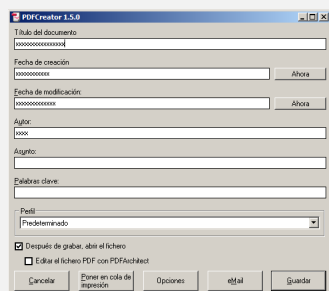 PDFCreator 1.5.0
Título del documento
xxxxxxxxxxxxxxxx
Fecha de creación
xxxxxxxxxxx
Ahora
Fecha de modificación:
xxxxxxxxxxxxx
Ahora
Autor:
xxxx
Asunto:
Palabras clave:
Perfil
Predeterminado
Después de grabar, abrir el fichero
Editar el fichero PDF con PDFArchitect
Cancelar
Poner en cola de
impresión
Opciones
eMail
Guardar